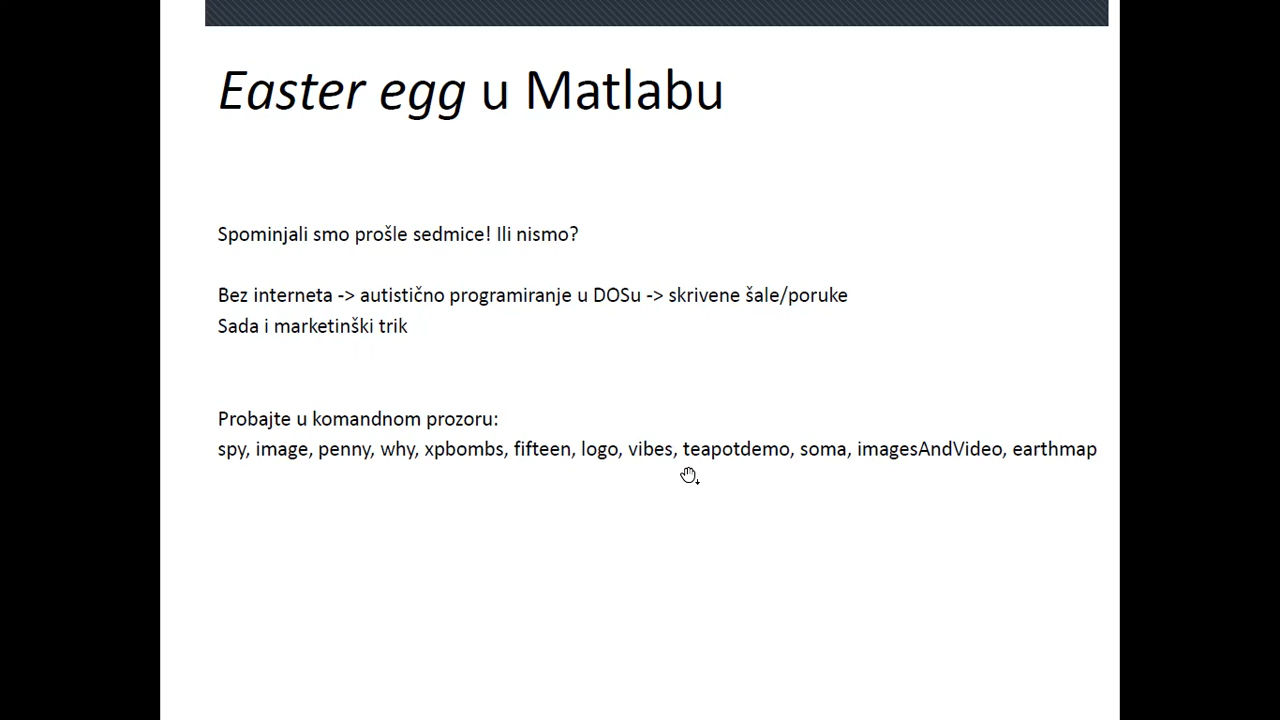 Easter egg u Matlabu
Spominjali smo prošle sedmice! Ili nismo?
Bez interneta -> autistično programiranje u DOSu -> skrivene šale/poruke
Sada i marketinški trik
Probajte u komandnom prozoru:
spy, image, penny, why, xpbombs, fifteen, logo, vibes, teapotdemo, soma, imagesAndVideo, earthmap